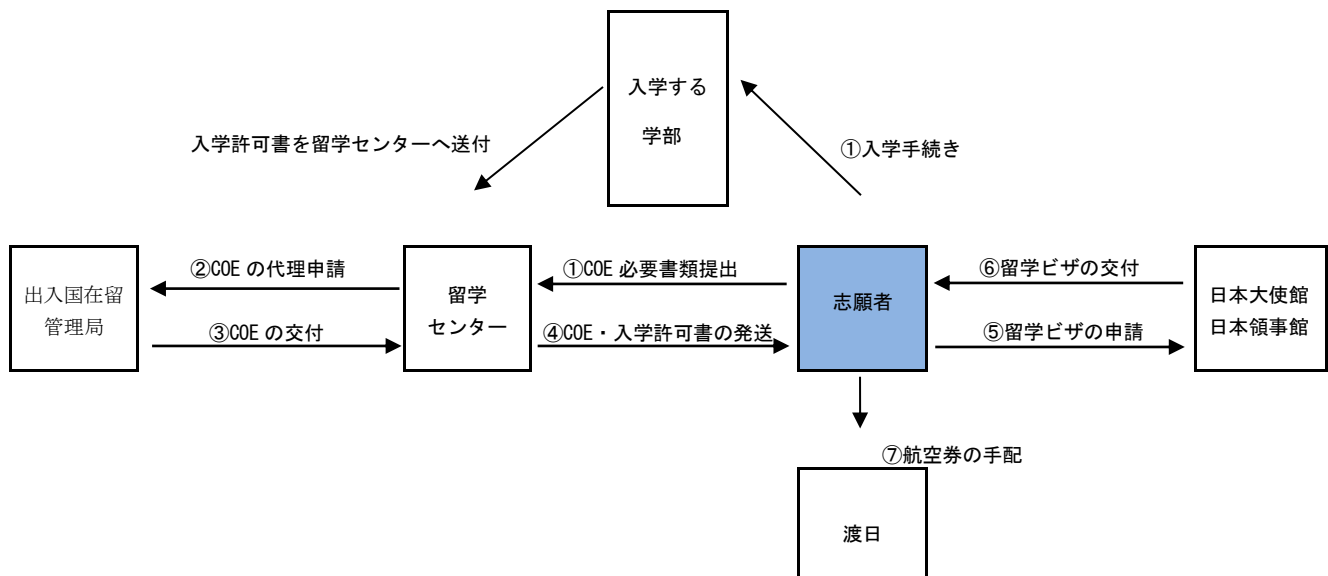 入学する
学部
入学許可書を留学センターへ送付
①入学手続き
②COE の代理申請
①COE 必要書類提出
⑥留学ビザの交付
出入国在留
管理局
留学
センター
志願者
日本大使館
日本領事館
③COE の交付
④COE・入学許可書の発送
⑤留学ビザの申請
⑦航空券の手配
渡日